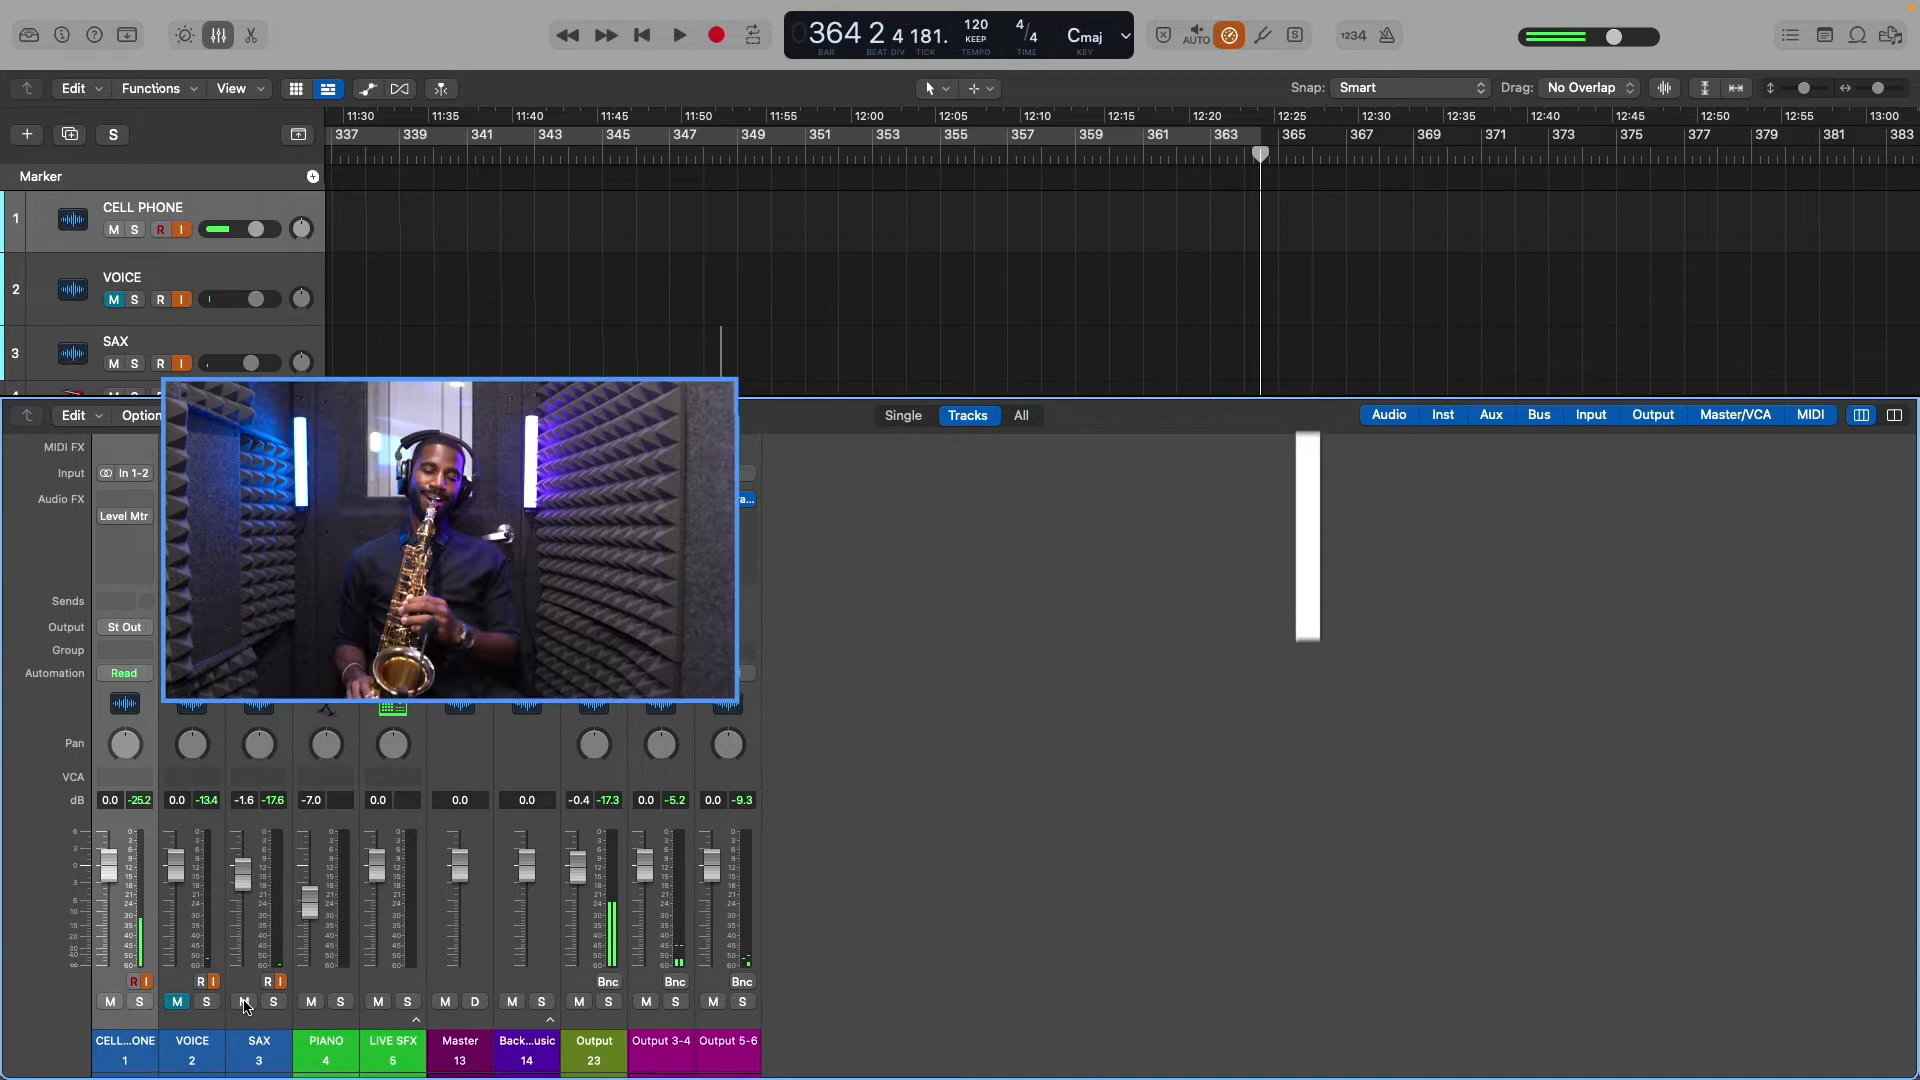 364 2 4 181.
BAR BEAT DIV TICK
120
KEEP
TEMPO
4/4
TIME
Cmaj
KEY
AUTO
S
1234
Edit Functions View
Snap: Smart
Drag: No Overlap
+ S
11:30 11:35 11:40 11:45 11:50 11:55 12:00 12:05 12:10 12:15 12:20 12:25 12:30 12:35 12:40 12:45 12:50 12:55 13:00
337 339 341 343 345 347 349 351 353 355 357 359 361 363 365 367 369 371 373 375 377 379 381 383
Marker
1 CELL PHONE
M S R I
2 VOICE
M S R I
3 SAX
M S R I
Edit
Single Tracks All
Audio Inst Aux Bus Input Output Master/VCA MIDI
MIDI FX
Input In 1-2
Audio FX
Level Mtr
Sends
Output St Out
Group
Automation Read
Pan
VCA
dB 0.0 -25.2 0.0 -13.4 -1.6 -17.6 -7.0 0.0 0.0 0.0 -0.4 -17.3 0.0 -5.2 0.0 -9.3
R I R I R I Bnc Bnc Bnc
M S M S M S M S M S M D M S M S M S M S
CELL...ONE VOICE SAX PIANO LIVE SFX Master Back...usic Output Output 3-4 Output 5-6
1 2 3 4 5 13 14 23